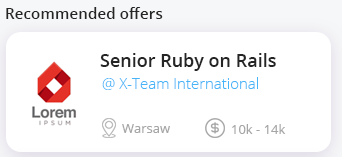 Recommended offers
Senior Ruby on Rails
@ X-Team International
Lorem
IPSUM
Warsaw
10k - 14k